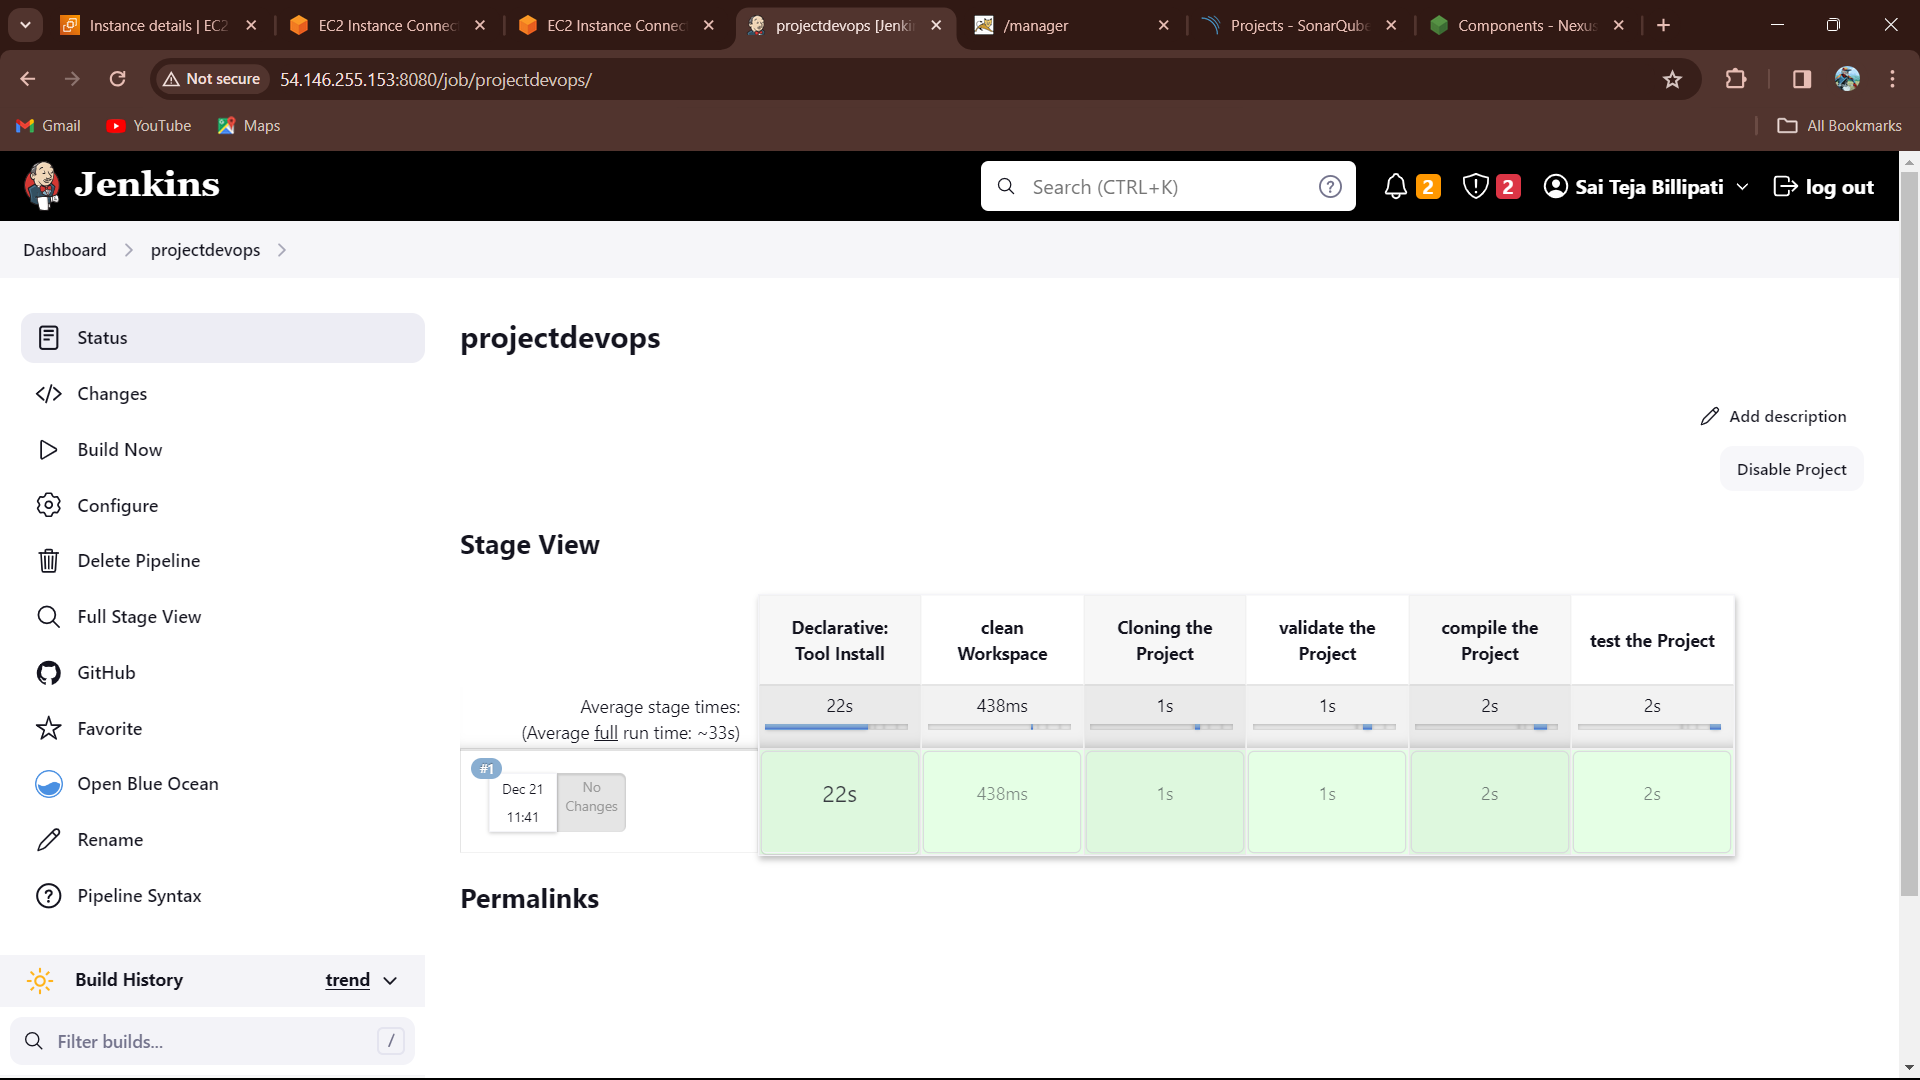 Instance details | EC2
EC2 Instance Connec
EC2 Instance Connec
projectdevops [Jenki
/manager
Projects - SonarQube
Components - Nexus
Not secure
54.146.255.153:8080/job/projectdevops/
Gmail
YouTube
Maps
All Bookmarks
Jenkins
Search (CTRL+K)
2
2
Sai Teja Billipati
log out
Dashboard
projectdevops
Status
Changes
Build Now
Configure
Delete Pipeline
Full Stage View
GitHub
Favorite
Open Blue Ocean
Rename
Pipeline Syntax
Build History
trend
Filter builds...
/
projectdevops
Add description
Disable Project
Stage View
Declarative:
Tool Install
clean
Workspace
Cloning the
Project
validate the
Project
compile the
Project
test the Project
Average stage times:
(Average full run time: ~33s)
22s
438ms
1s
1s
2s
2s
#1
Dec 21
11:41
No
Changes
22s
438ms
1s
1s
2s
2s
Permalinks